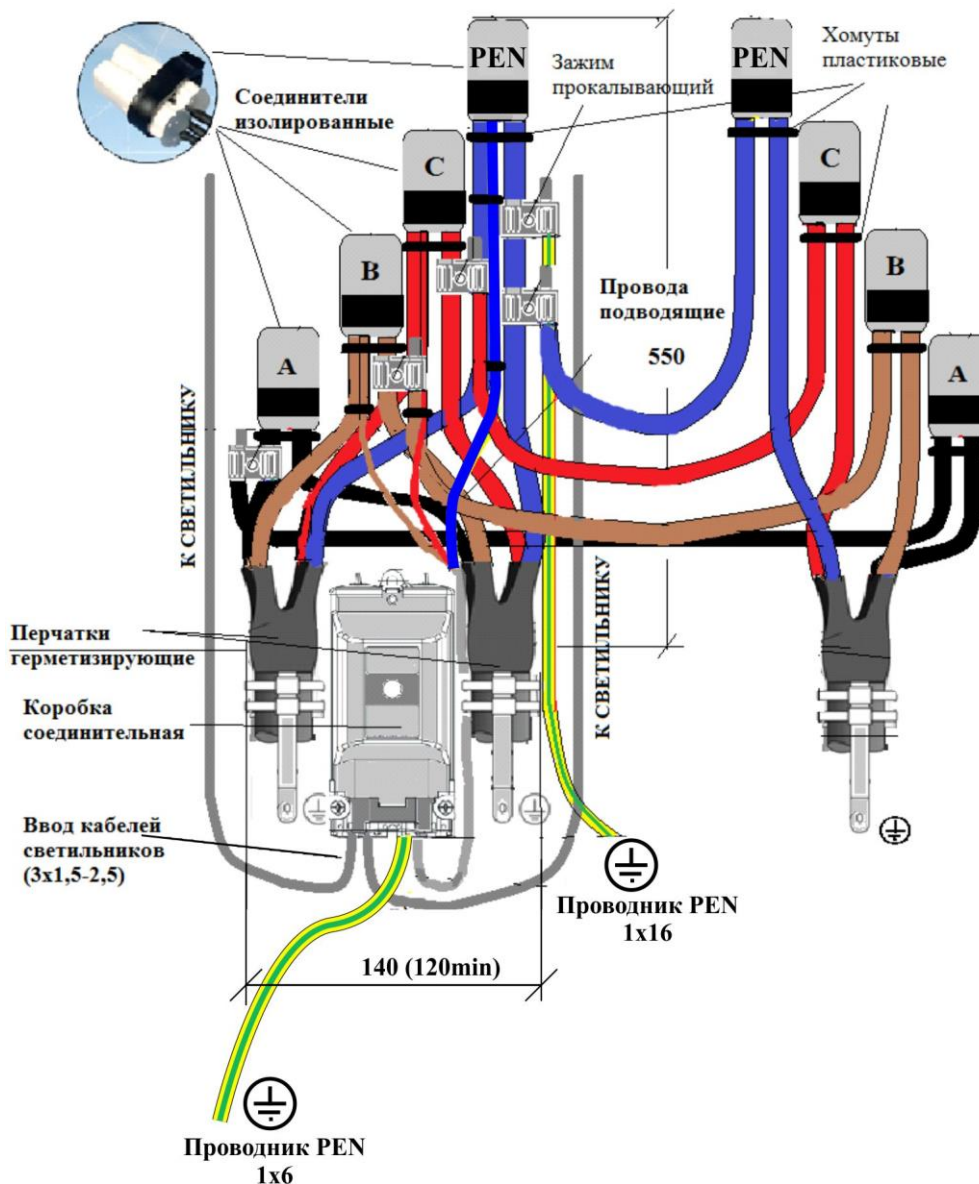 PEN
PEN
Зажим
прокалывающий
Хомуты
пластиковые
Соединители
изолированные
C
C
B
B
A
A
Провода
подводящие
550
К СВЕТИЛЬНИКУ
К СВЕТИЛЬНИКУ
Перчатки
герметизирующие
Коробка
соединительная
Ввод кабелей
светильников
(3х1,5-2,5)
Проводник PEN
1х16
140 (120min)
Проводник PEN
1х6